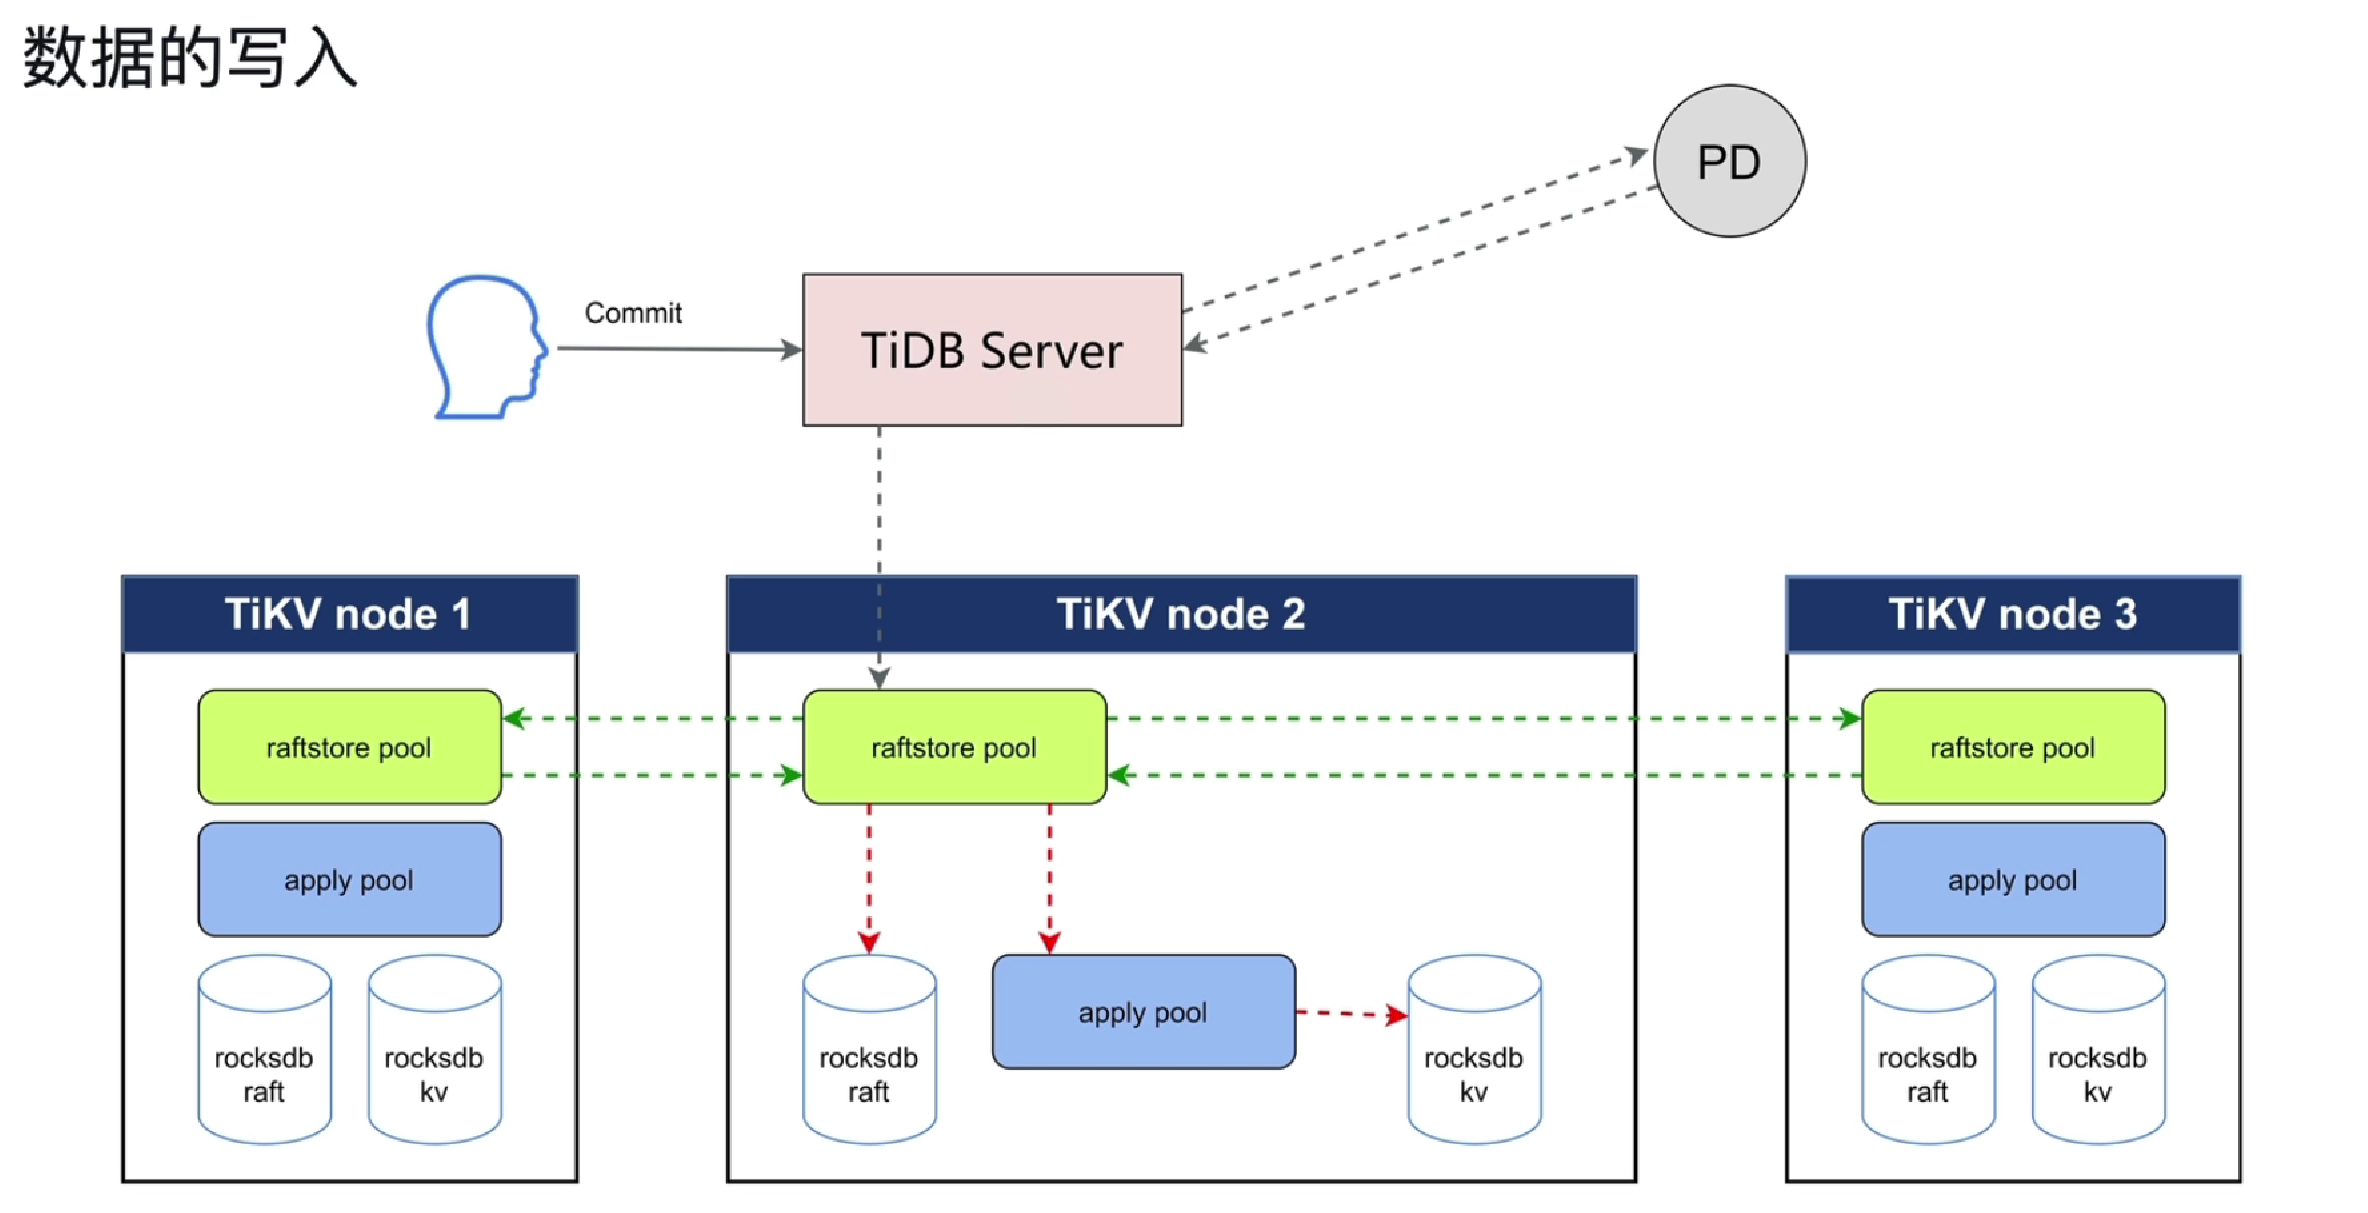 数据的写入
PD
Commit
TiDB Server
TiKV node 1
TiKV node 2
TiKV node 3
raftstore pool
raftstore pool
raftstore pool
apply pool
apply pool
apply pool
rocksdb
raft
rocksdb
kv
rocksdb
raft
rocksdb
kv
rocksdb
raft
rocksdb
kv